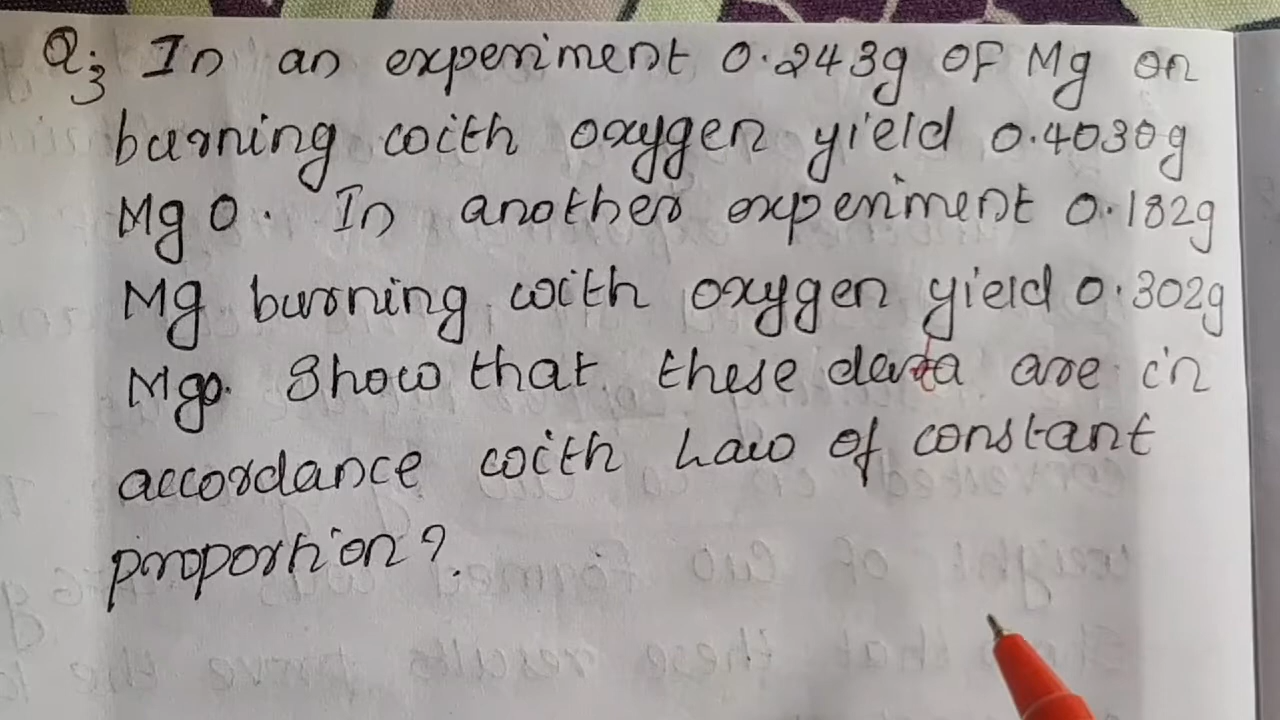 Q3 In an experiment 0.243g OF Mg on
burning with oxygen yield 0.4030g
MgO. In another experiment 0.182g
Mg burning with oxygen yield 0.302g
Mgo. Show that these data are in
accordance with Law of constant
proportion?